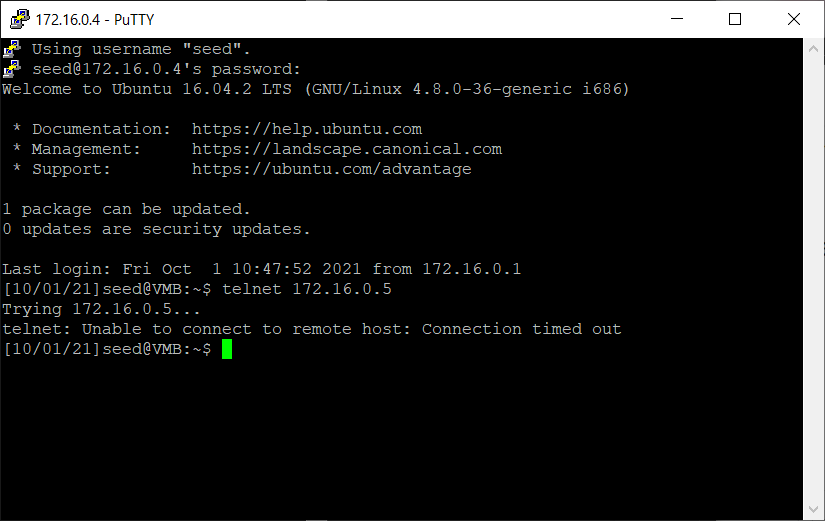 172.16.0.4 - PuTTY
Using username "seed".
seed@172.16.0.4's password:
Welcome to Ubuntu 16.04.2 LTS (GNU/Linux 4.8.0-36-generic i686)
* Documentation:  https://help.ubuntu.com
* Management:     https://landscape.canonical.com
* Support:        https://ubuntu.com/advantage
1 package can be updated.
0 updates are security updates.
Last login: Fri Oct  1 10:47:52 2021 from 172.16.0.1
[10/01/21]seed@VMB:~$ telnet 172.16.0.5
Trying 172.16.0.5...
telnet: Unable to connect to remote host: Connection timed out
[10/01/21]seed@VMB:~$